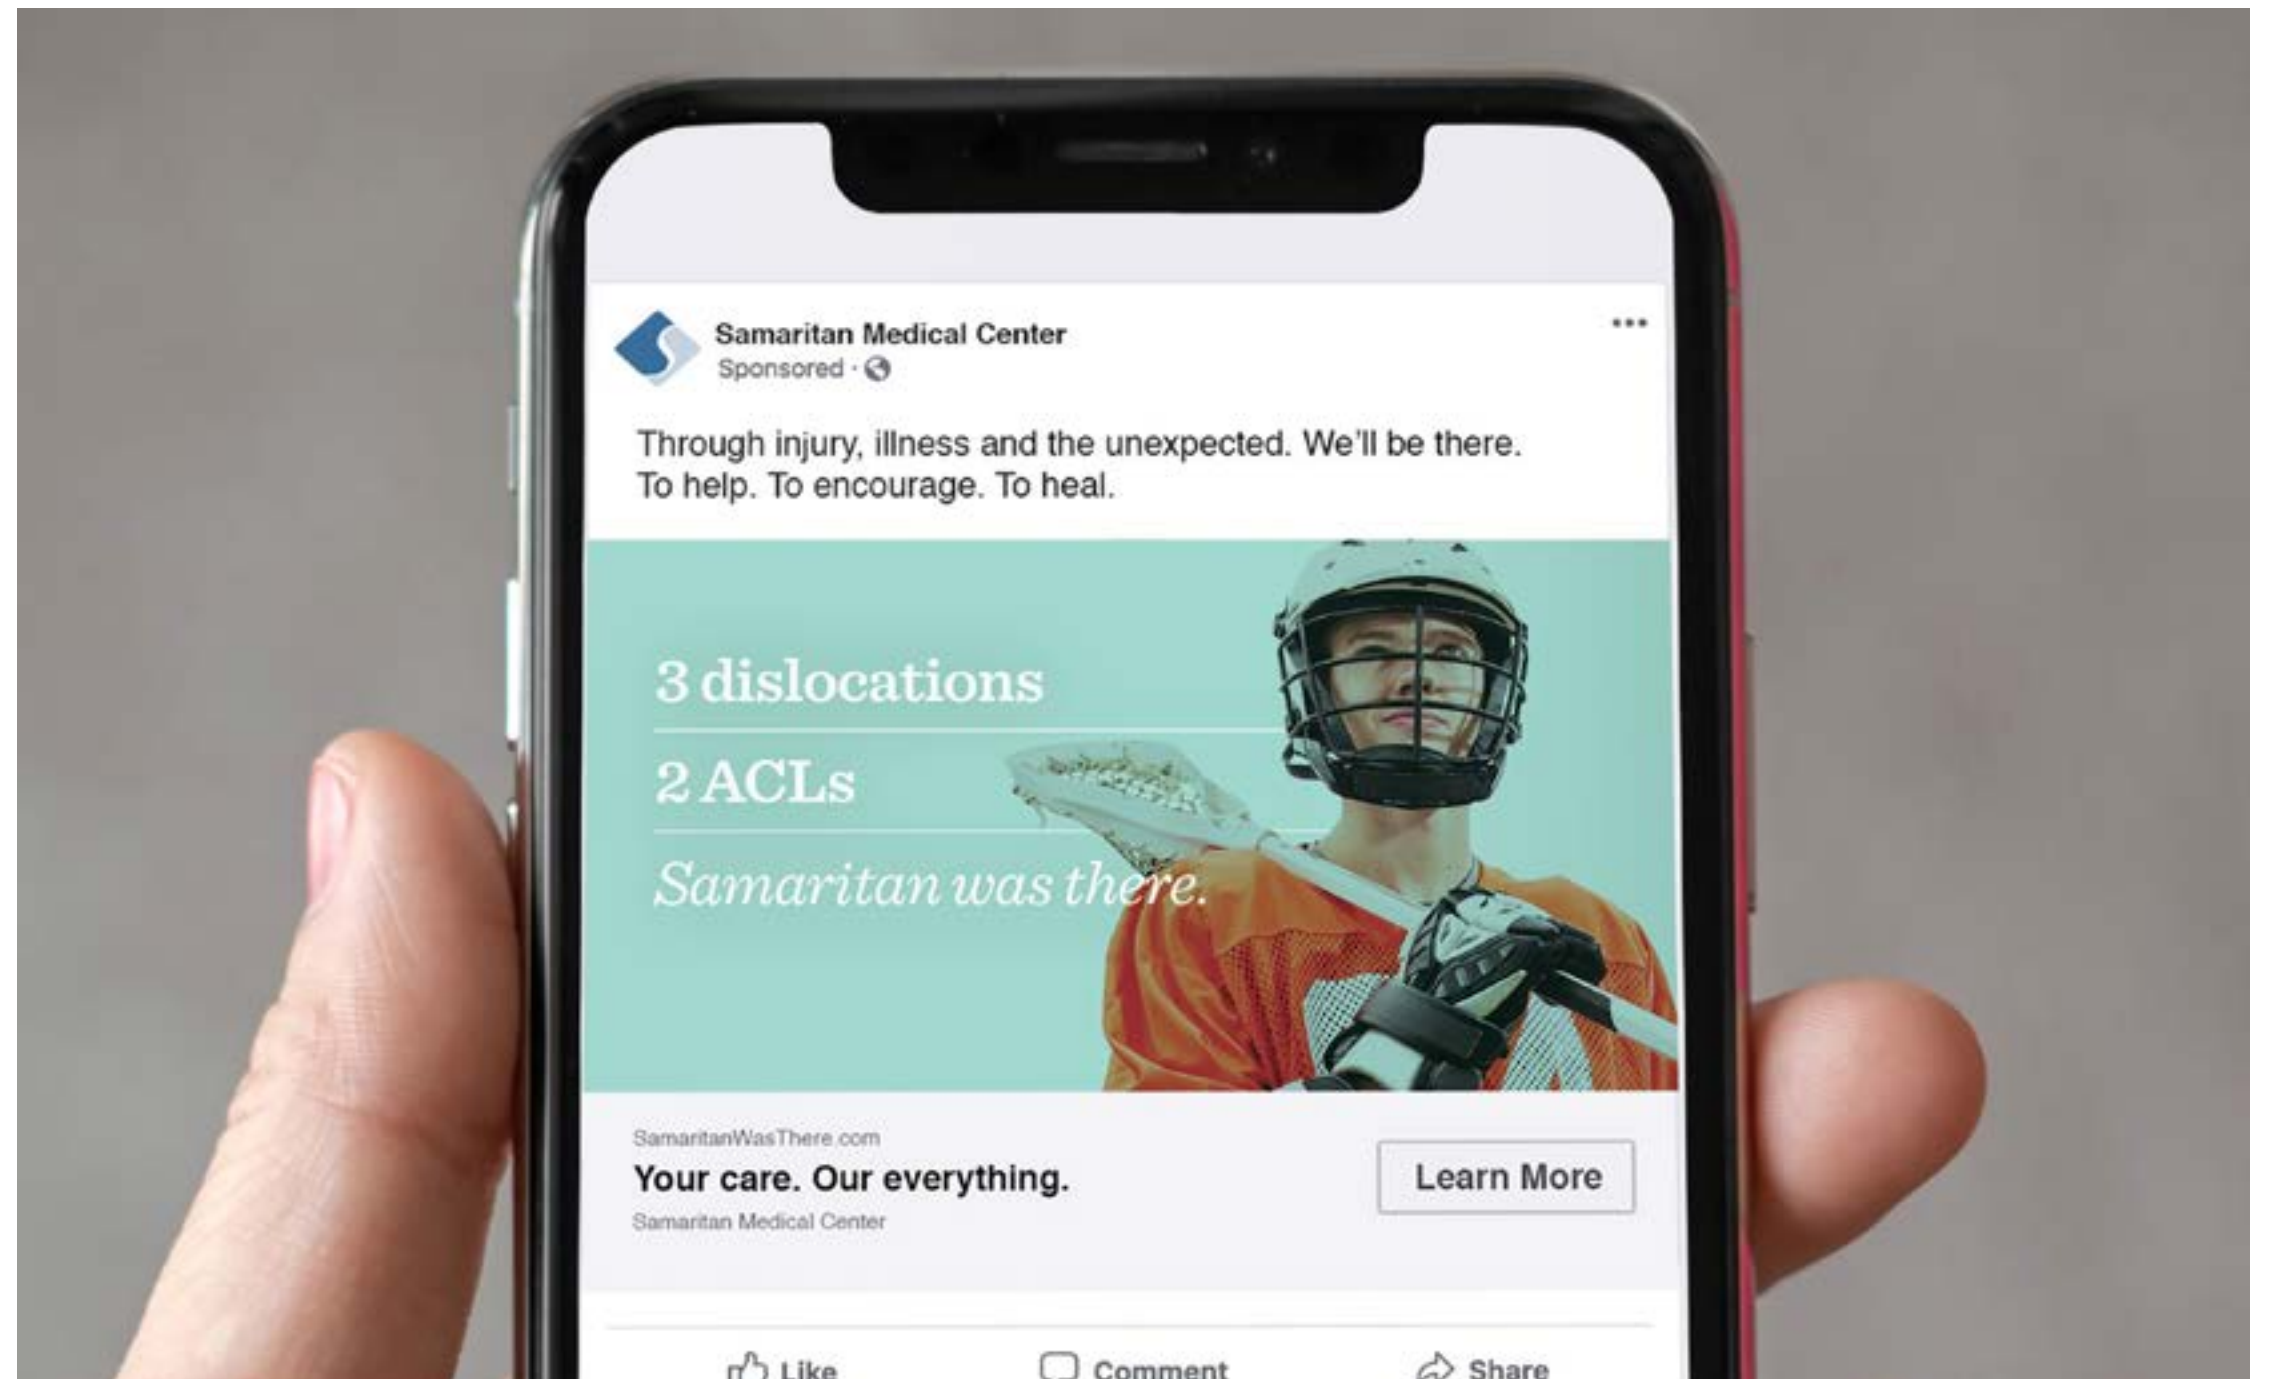 Samaritan Medical Center
Sponsored ·
Through injury, illness and the unexpected. We'll be there.
To help. To encourage. To heal.
3 dislocations
2 ACLs
Samaritan was there.
SamaritanWasThere.com
Your care. Our everything.
Samaritan Medical Center
Learn More
Like
Comment
Share